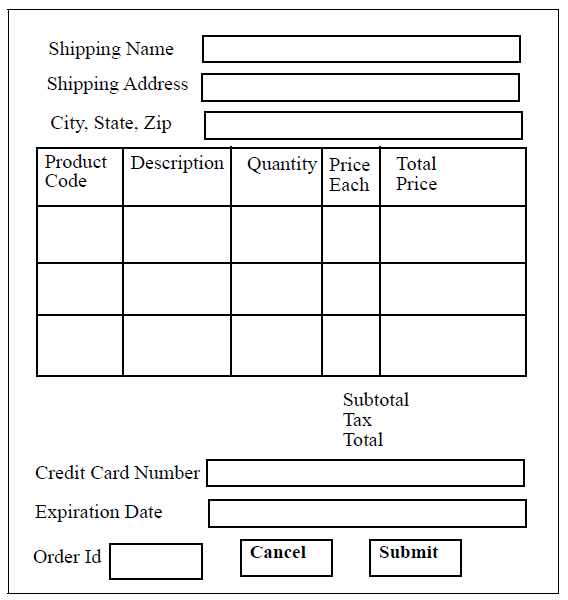 Shipping Name
Shipping Address
City, State, Zip
Product Code Description Quantity Price Each Total Price
Subtotal
Tax
Total
Credit Card Number
Expiration Date
Order Id Cancel Submit